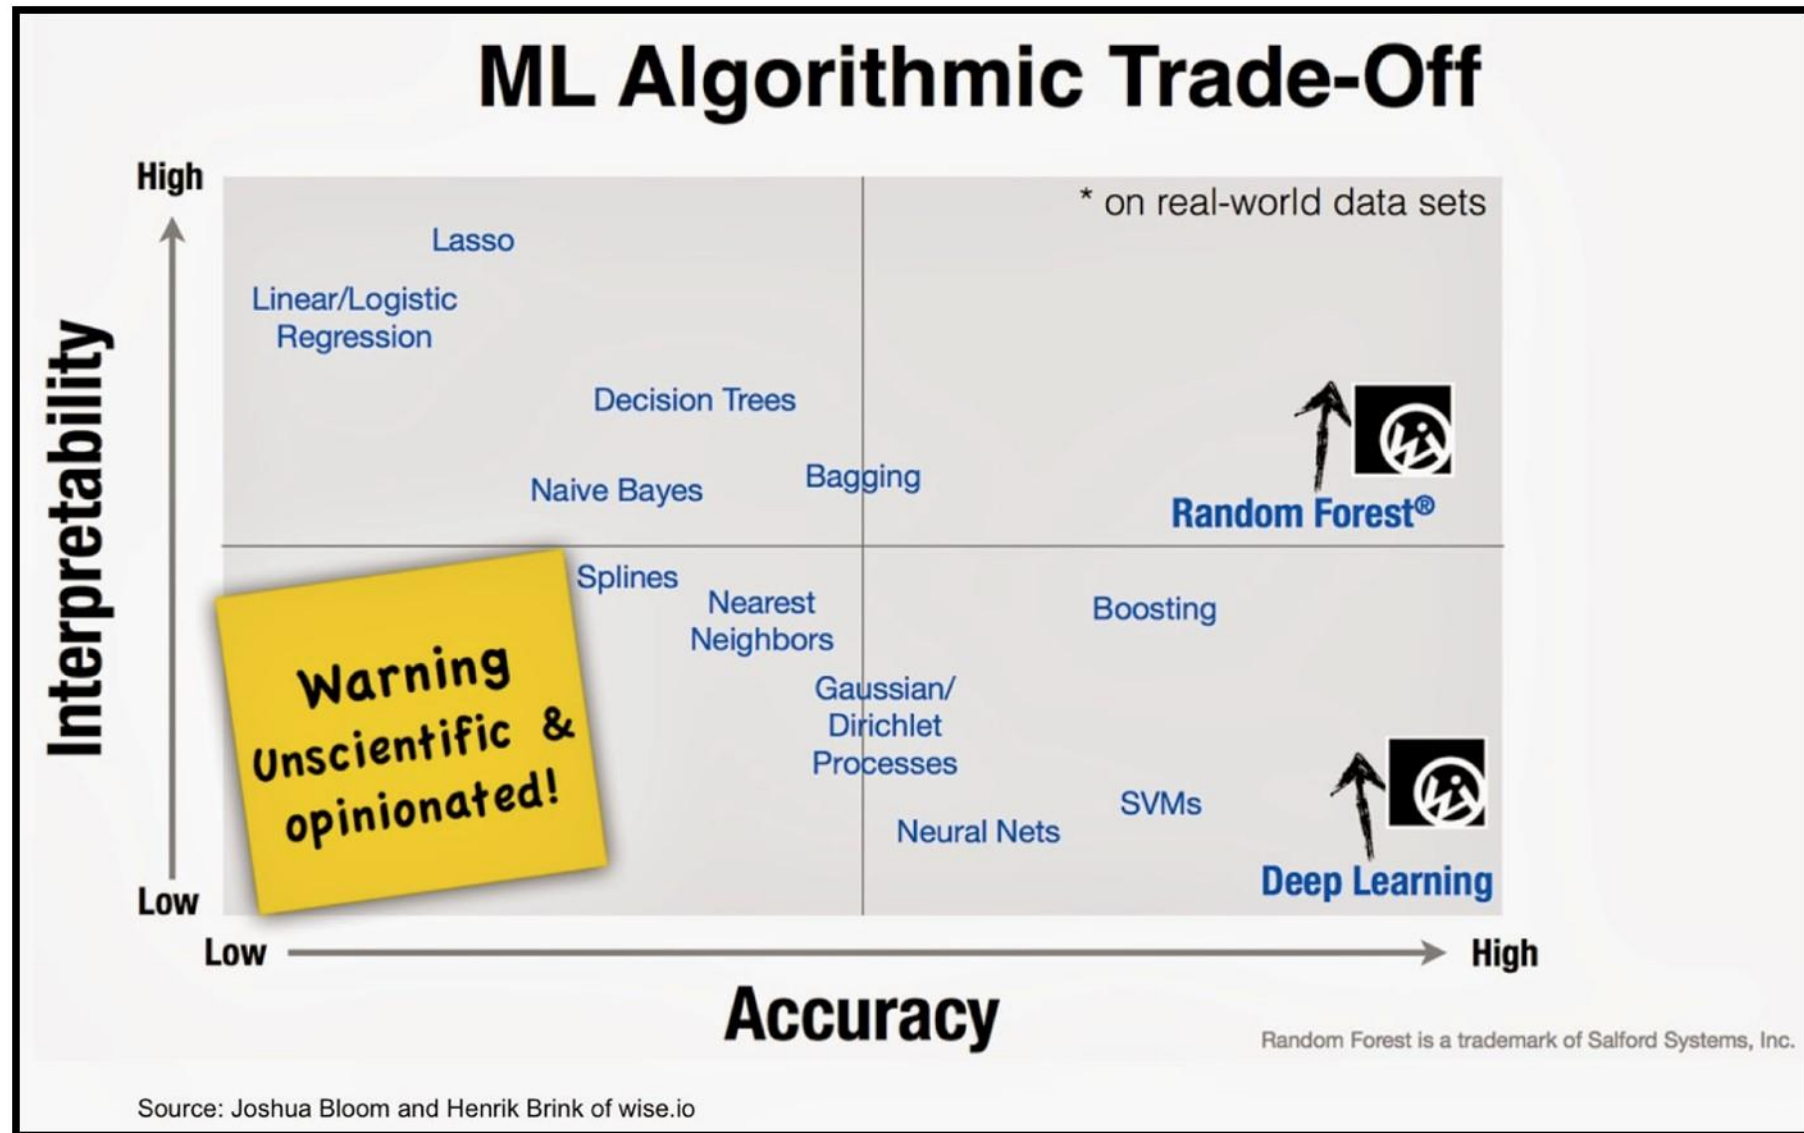 ML Algorithmic Trade-Off
High
* on real-world data sets
Lasso
Linear/Logistic
Regression
Decision Trees
Naive Bayes
Bagging
Random Forest®
Interpretability
Splines
Nearest
Neighbors
Boosting
Warning
Unscientific &
opinionated!
Gaussian/
Dirichlet
Processes
SVMs
Neural Nets
Deep Learning
Low
Low
High
Accuracy
Random Forest is a trademark of Salford Systems, Inc.
Source: Joshua Bloom and Henrik Brink of wise.io